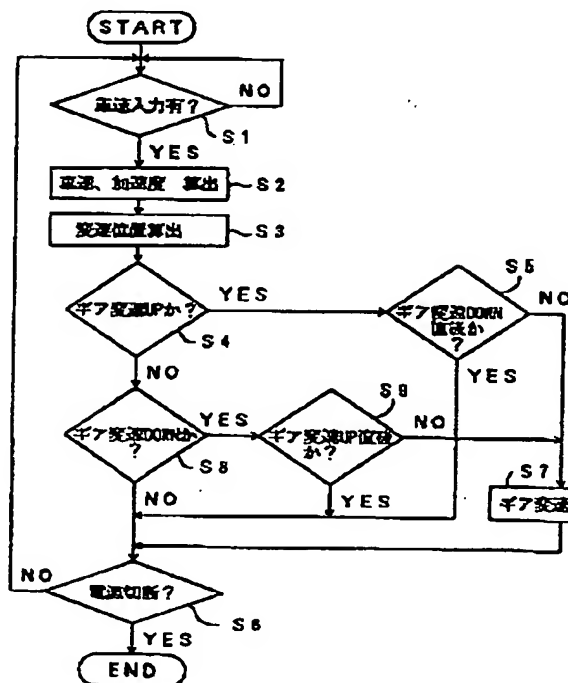 START
車速入力有?
NO
S1
YES
車速、加速度 算出
S2
変速位置算出
S3
ギア変速UPか?
YES
S4
NO
S5
ギア変速DOWN
直後か
?
NO
YES
ギア変速DOWNか
?
YES
S8
NO
S9
ギア変速UP直後
か?
NO
YES
S7
ギア変速
NO
電源切断?
S6
YES
END